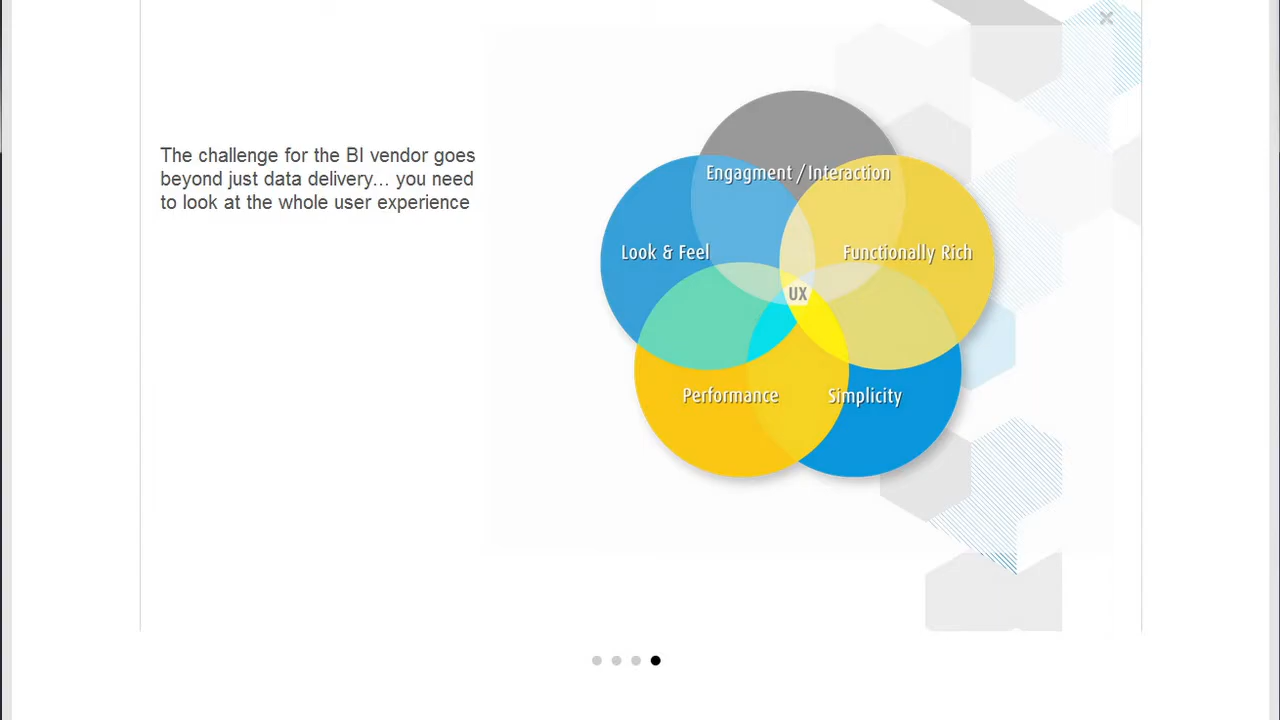 The challenge for the BI vendor goes
beyond just data delivery... you need
to look at the whole user experience
Engagment / Interaction
Look & Feel
Functionally Rich
UX
Performance
Simplicity